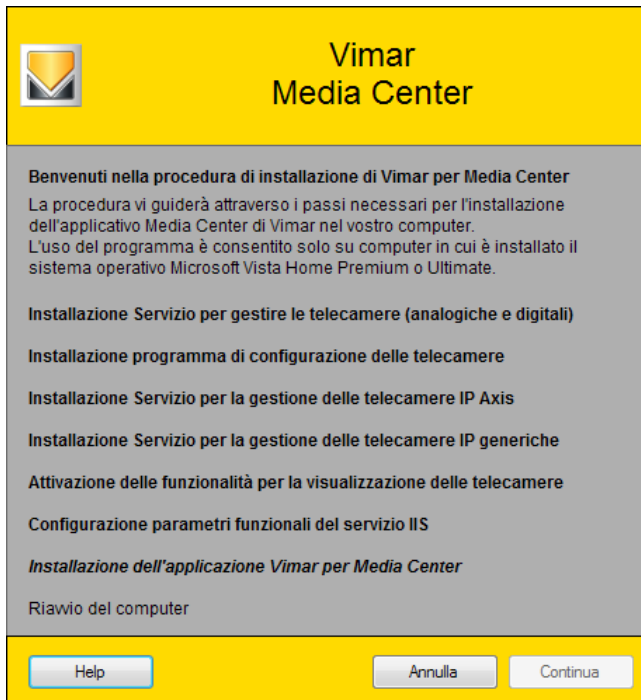 Vimar
Media Center
Benvenuti nella procedura di installazione di Vimar per Media Center
La procedura vi guiderà attraverso i passi necessari per l'installazione
dell'applicativo Media Center di Vimar nel vostro computer.
L'uso del programma è consentito solo su computer in cui è installato il
sistema operativo Microsoft Vista Home Premium o Ultimate.
Installazione Servizio per gestire le telecamere (analogiche e digitali)
Installazione programma di configurazione delle telecamere
Installazione Servizio per la gestione delle telecamere IP Axis
Installazione Servizio per la gestione delle telecamere IP generiche
Attivazione delle funzionalità per la visualizzazione delle telecamere
Configurazione parametri funzionali del servizio IIS
Installazione dell'applicazione Vimar per Media Center
Riavvio del computer
Help
Annulla
Continua